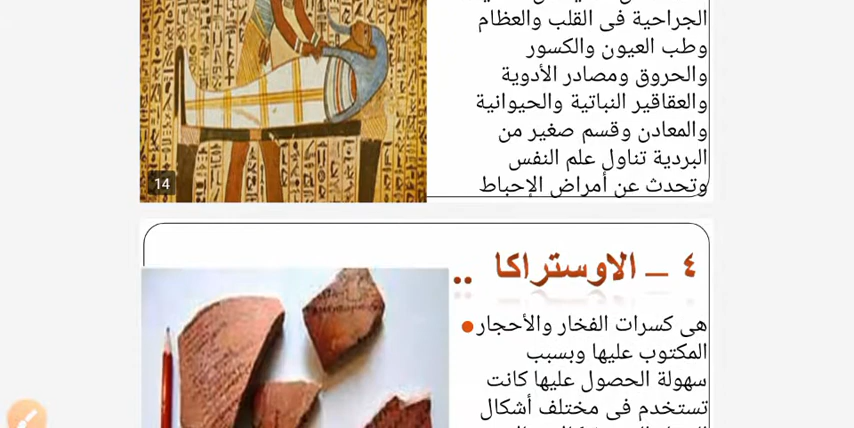 الجراحية فى القلب والعظام
وطب العيون والكسور
والحروق ومصادر الأدوية
والعقاقير النباتية والحيوانية
والمعادن وقسم صغير من
البردية تناول علم النفس
وتحدث عن أمراض الإحباط
14
٤ – الاوستراكا ..
هى كسرات الفخار والأحجار
المكتوب عليها وبسبب
سهولة الحصول عليها كانت
تستخدم فى مختلف أشكال